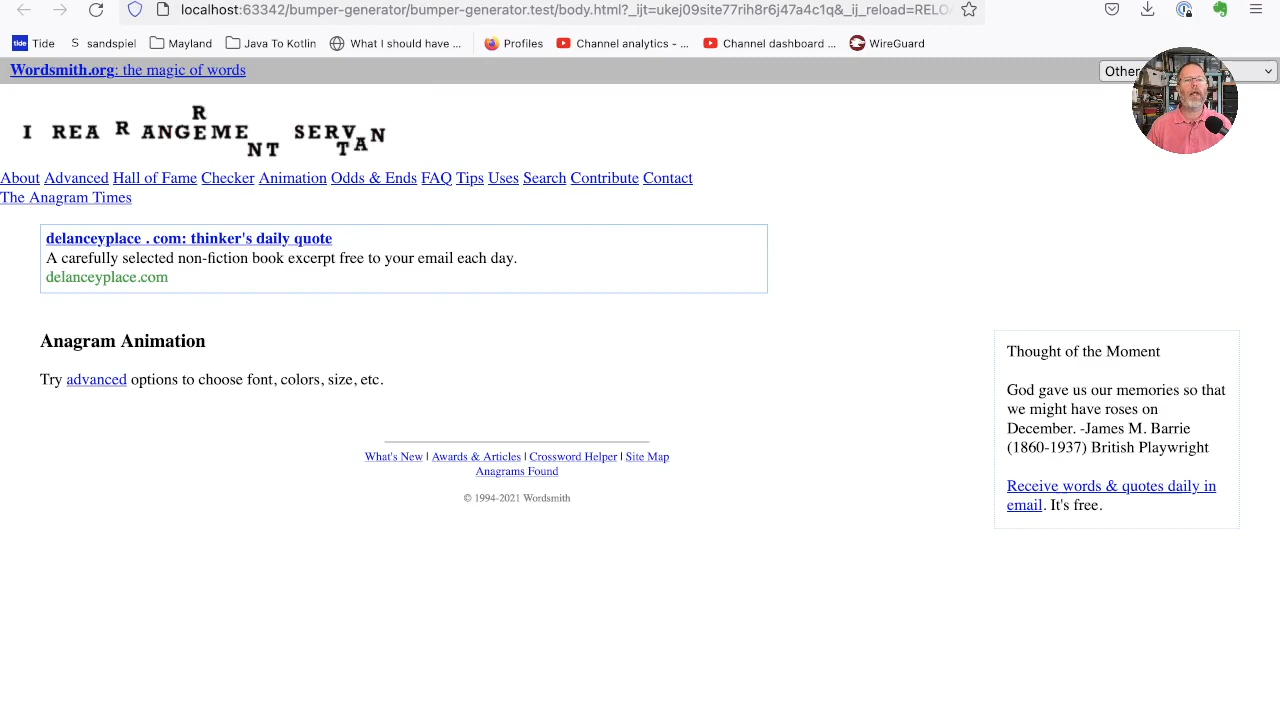 localhost:63342/bumper-generator/bumper-generator.test/body.html?_ijt=ukej09site77rih8r6j47a4c1q&_ij_reload=RELO
tide Tide S sandspiel Mayland Java To Kotlin What I should have ... Profiles Channel analytics - ... Channel dashboard ... WireGuard
Wordsmith.org: the magic of words Other
I REA R ANGEMENT SERVANT
About Advanced Hall of Fame Checker Animation Odds & Ends FAQ Tips Uses Search Contribute Contact
The Anagram Times
delanceyplace . com: thinker's daily quote
A carefully selected non-fiction book excerpt free to your email each day.
delanceyplace.com
Anagram Animation
Try advanced options to choose font, colors, size, etc.
What's New | Awards & Articles | Crossword Helper | Site Map
Anagrams Found
© 1994-2021 Wordsmith
Thought of the Moment
God gave us our memories so that
we might have roses on
December. -James M. Barrie
(1860-1937) British Playwright
Receive words & quotes daily in
email. It's free.